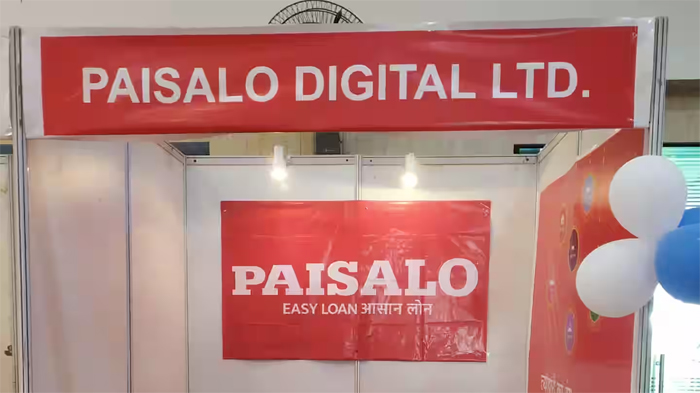 PAISALO DIGITAL LTD.
PAISALO
EASY LOAN आसान लोन